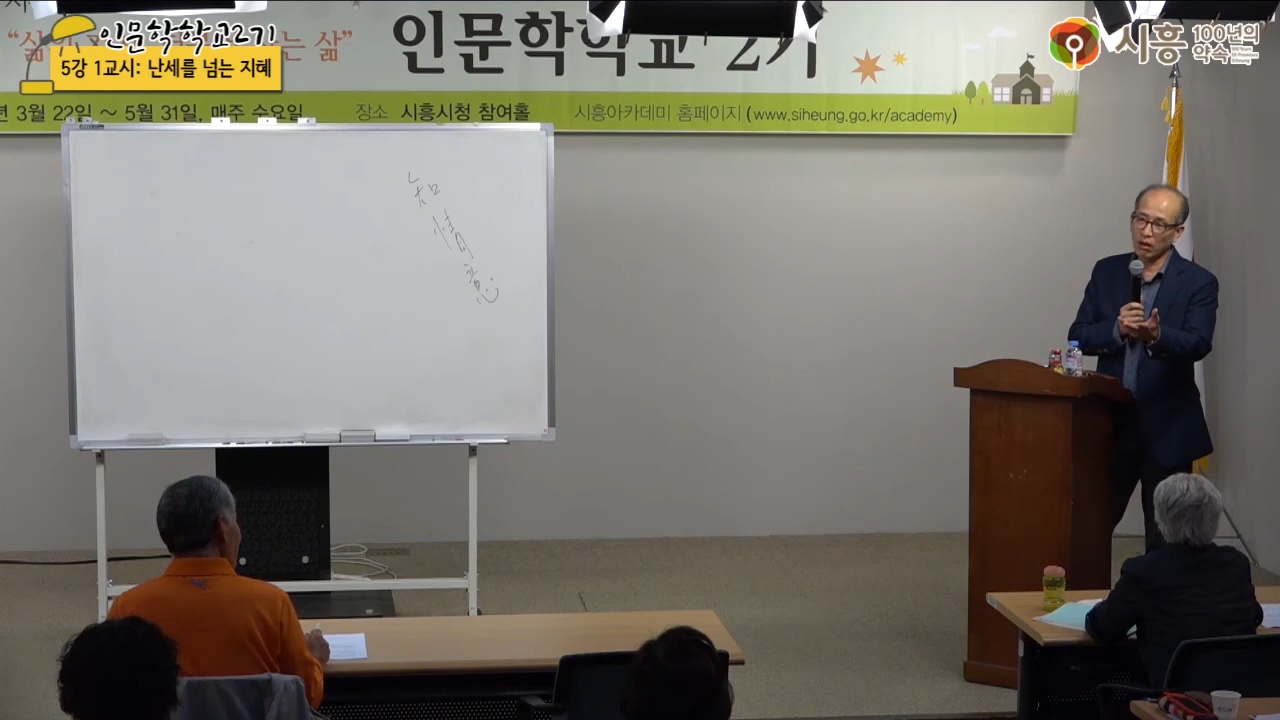 인문학학교2기
5강 1교시: 난세를 넘는 지혜
는 삶”
인문학학교 2기
시흥
100년의
약속
년 3월 22일 ~ 5월 31일, 매주 수요일
장소 시흥시청 참여홀
시흥아카데미 홈페이지 (www.siheung.go.kr/academy)
知
情
意